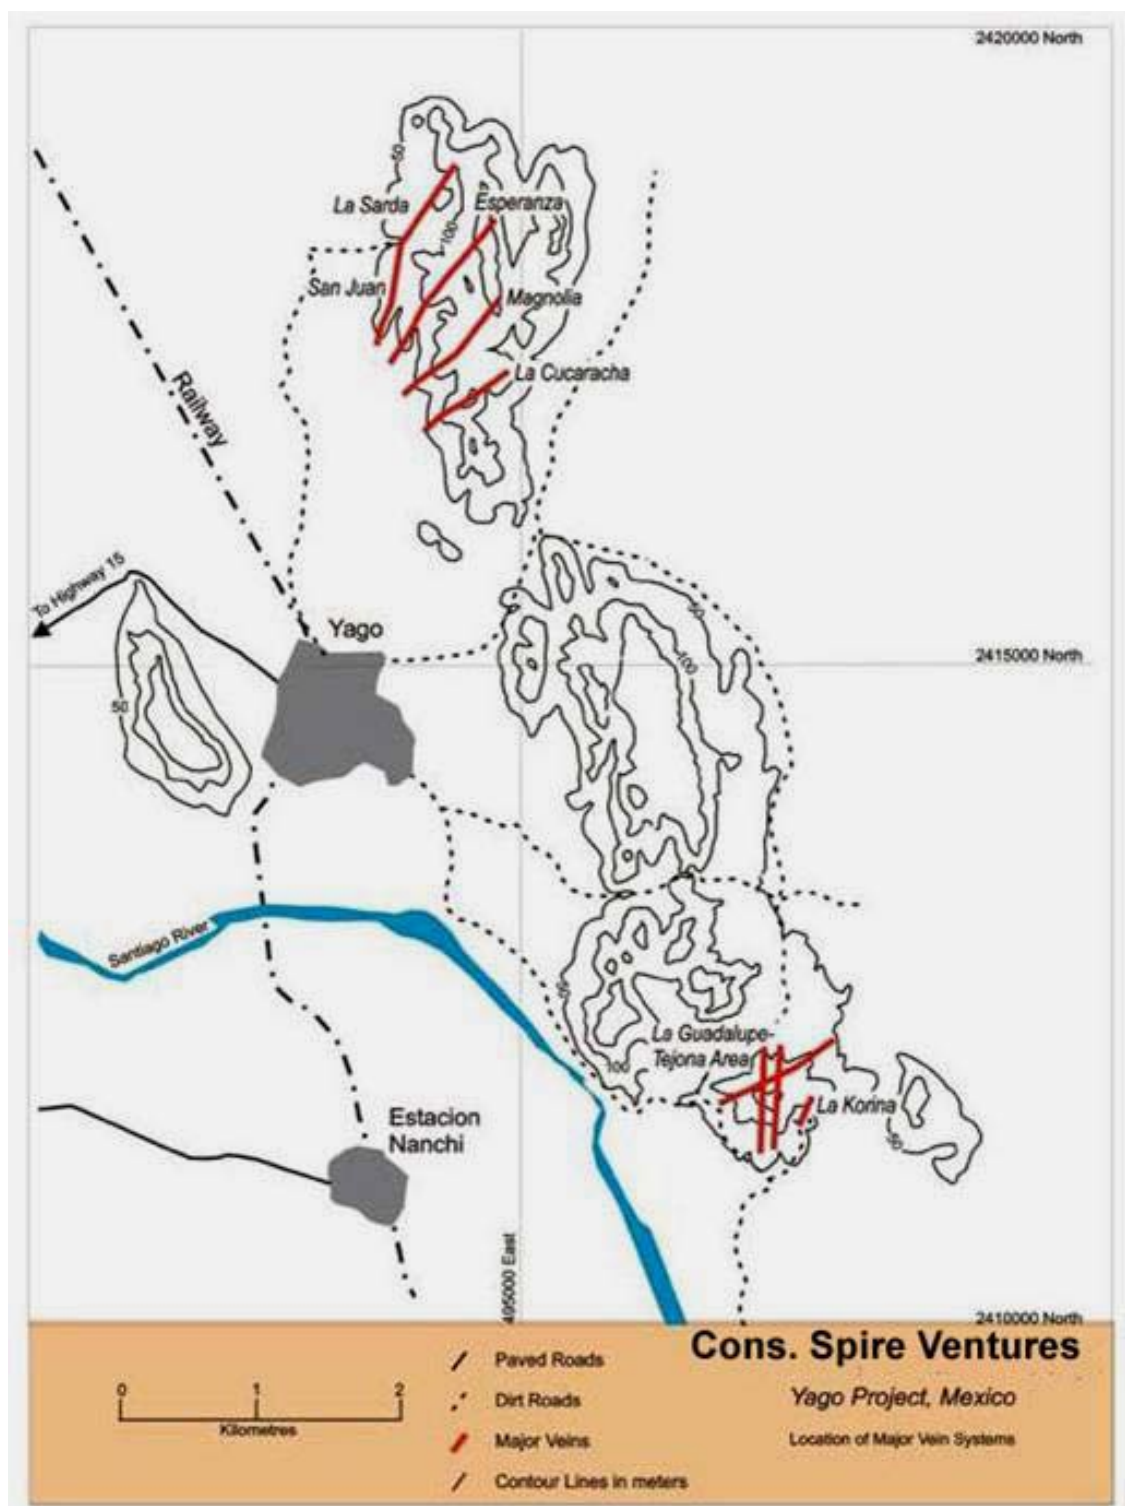 2420000 North
50
La Sarda
Esperanza
100
San Juan
Magnolia
La Cucaracha
Railway
To Highway 15
Yago
50
2415000 North
100
50
Santiago River
50
La Guadalupe-
Tejona Area
100
La Korina
Estacion
Nanchi
50
495000 East
2410000 North
Cons. Spire Ventures
Yago Project, Mexico
Location of Major Vein Systems
0 1 2
Kilometres
Paved Roads
Dirt Roads
Major Veins
Contour Lines in meters